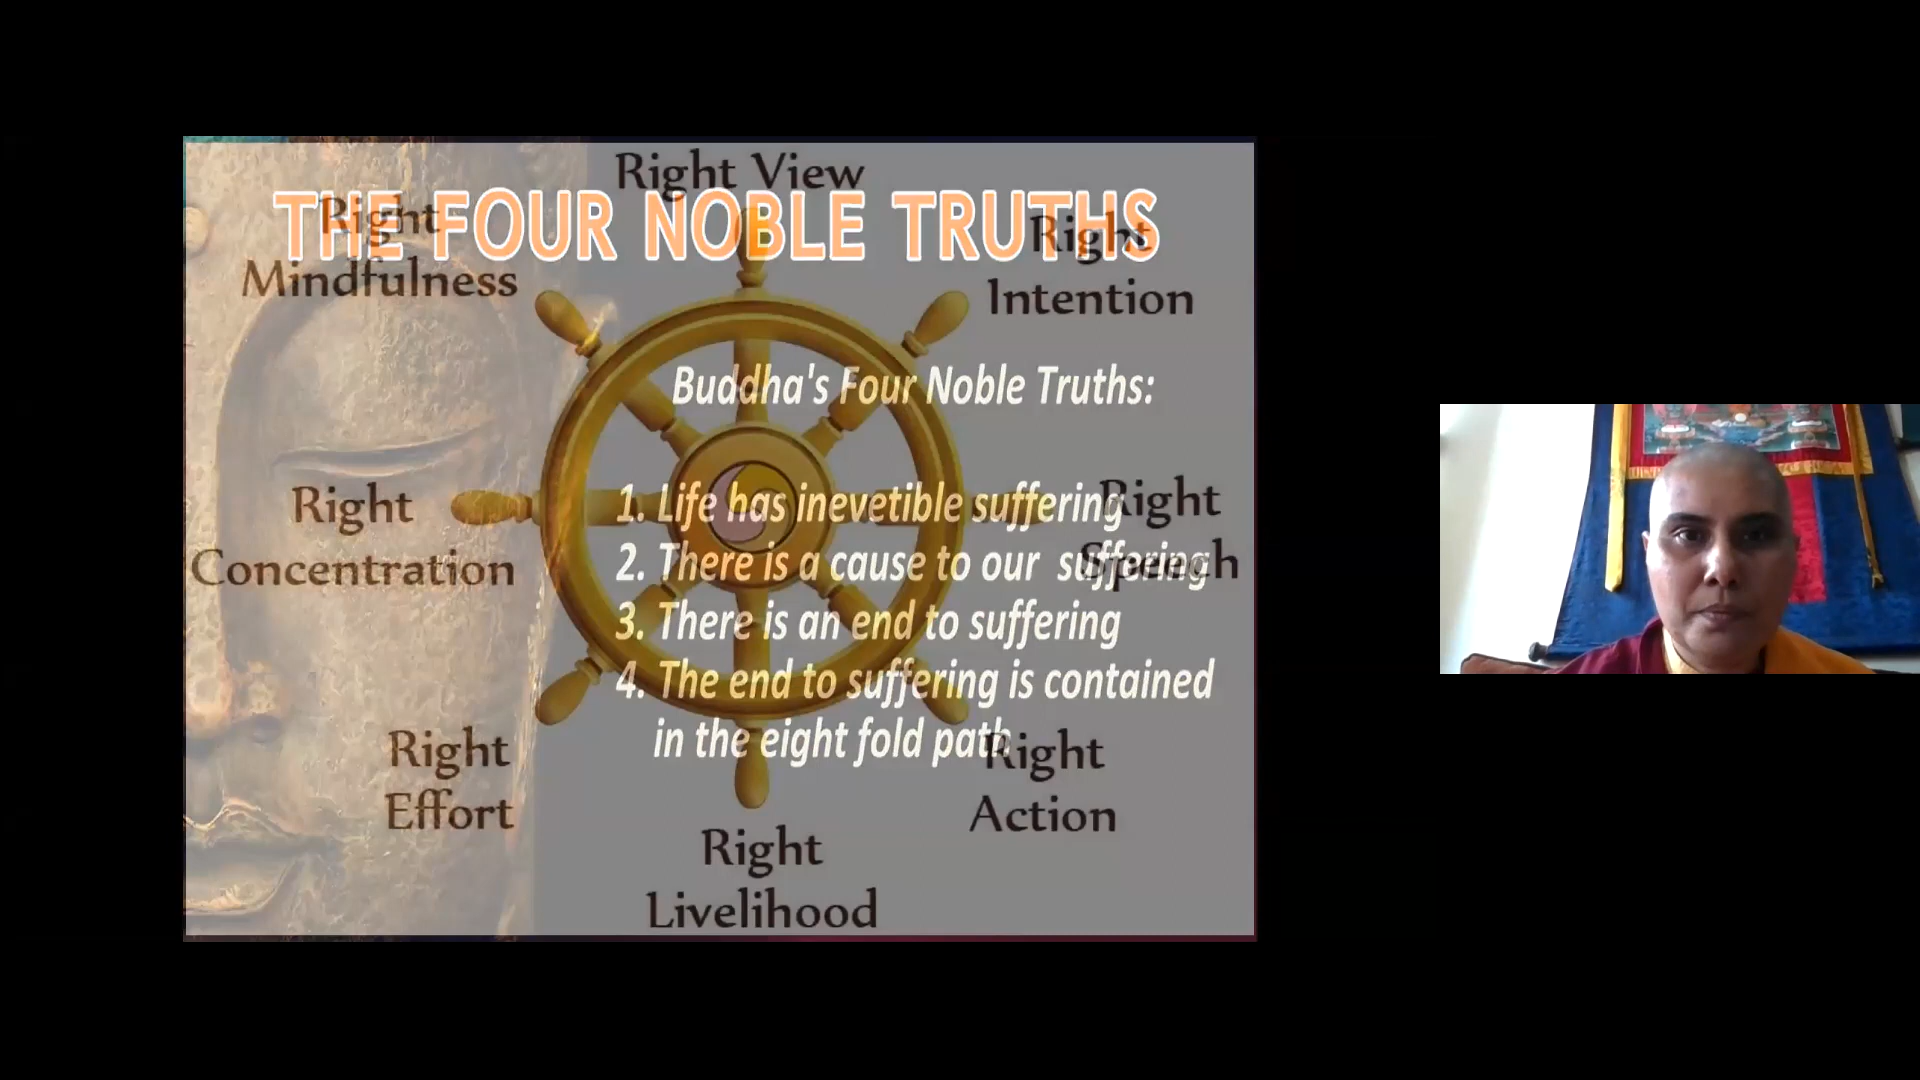 THE FOUR NOBLE TRUTHS
Buddha's Four Noble Truths:
1. Life has inevetible suffering
2. There is a cause to our suffering
3. There is an end to suffering
4. The end to suffering is contained
in the eight fold path
Right View
Right
Intention
Right
Speech
Right
Action
Right
Livelihood
Right
Effort
Right
Concentration
Right
Mindfulness